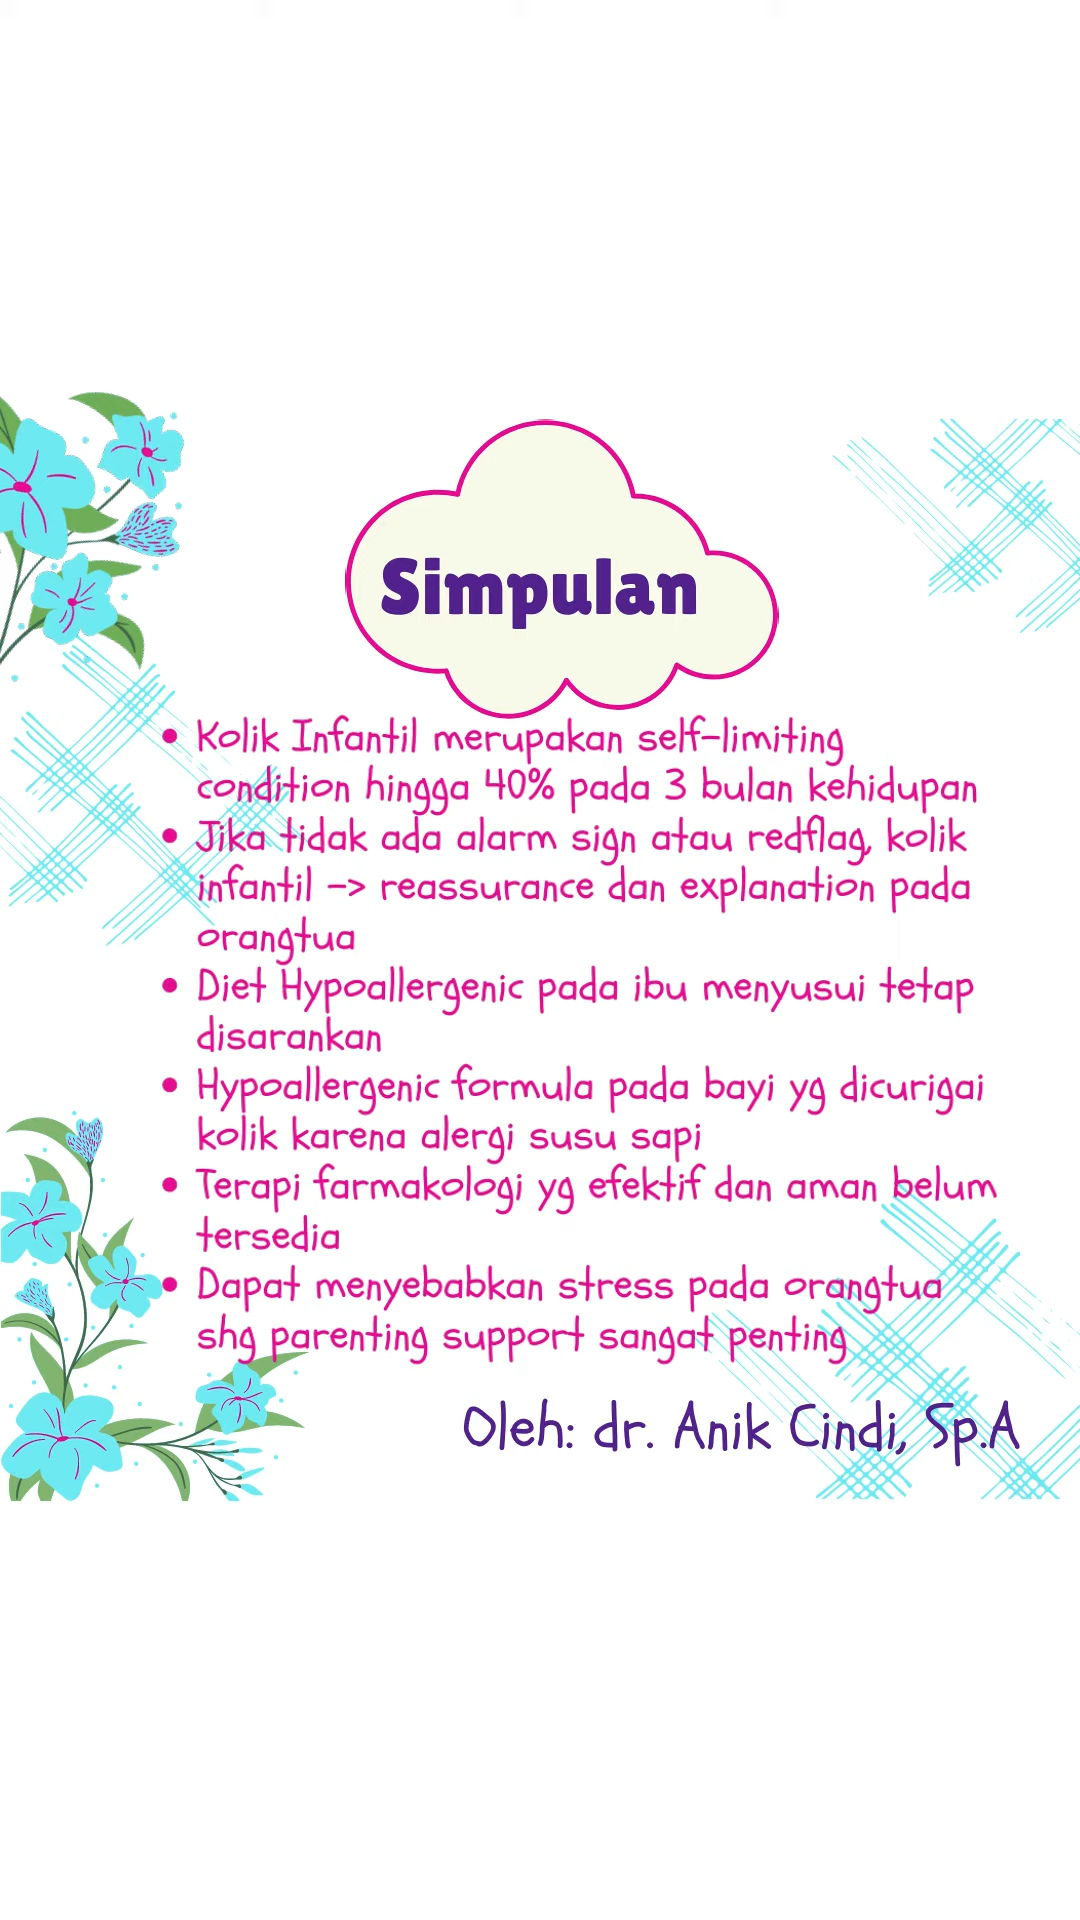 Simpulan
• Kolik Infantil merupakan self-limiting
condition hingga 40% pada 3 bulan kehidupan
• Jika tidak ada alarm sign atau redflag, kolik
infantil -> reassurance dan explanation pada
orangtua
• Diet Hypoallergenic pada ibu menyusui tetap
disarankan
• Hypoallergenic formula pada bayi yg dicurigai
kolik karena alergi susu sapi
• Terapi farmakologi yg efektif dan aman belum
tersedia
• Dapat menyebabkan stress pada orangtua
shg parenting support sangat penting
Oleh: dr. Anik Cindi, Sp.A